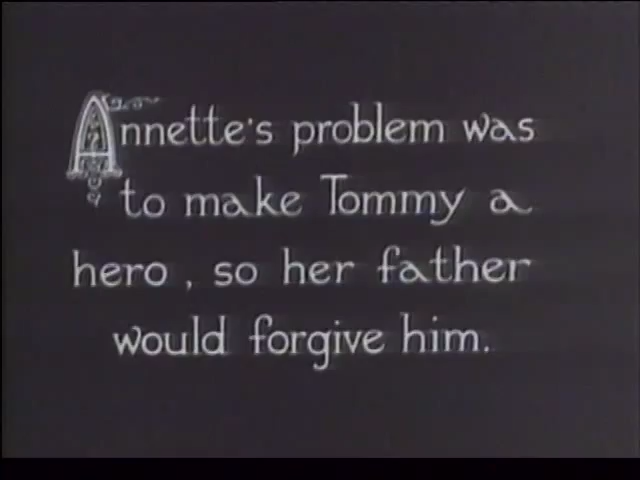 Annette's problem was
to make Tommy a
hero, so her father
would forgive him.